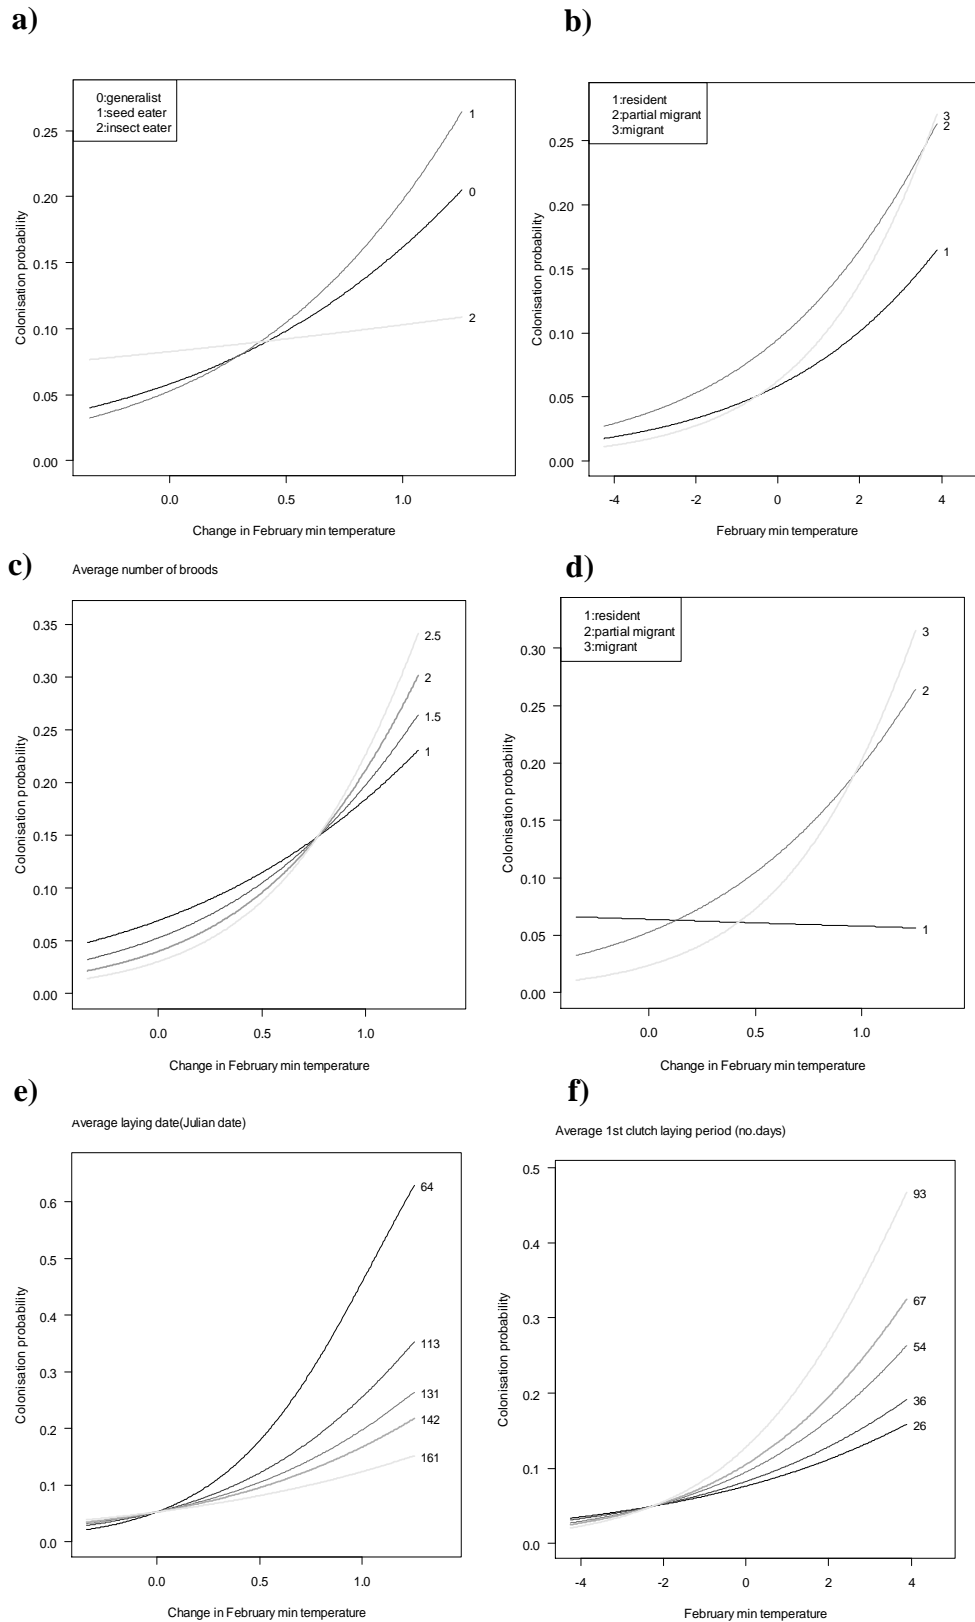 a)
0:generalist
1:seed eater
2:insect eater
Colonisation probability
0.25
0.20
0.15
0.10
0.05
0.00
1
0
2
0.0 0.5 1.0
Change in February min temperature
b)
1:resident
2:partial migrant
3:migrant
Colonisation probability
0.25
0.20
0.15
0.10
0.05
0.00
3
2
1
-4 -2 0 2 4
February min temperature
c)
Average number of broods
Colonisation probability
0.35
0.30
0.25
0.20
0.15
0.10
0.05
0.00
2.5
2
1.5
1
0.0 0.5 1.0
Change in February min temperature
d)
1:resident
2:partial migrant
3:migrant
Colonisation probability
0.30
0.25
0.20
0.15
0.10
0.05
0.00
3
2
1
0.0 0.5 1.0
Change in February min temperature
e)
Average laying date(Julian date)
Colonisation probability
0.6
0.5
0.4
0.3
0.2
0.1
0.0
64
113
131
142
161
0.0 0.5 1.0
Change in February min temperature
f)
Average 1st clutch laying period (no.days)
Colonisation probability
0.5
0.4
0.3
0.2
0.1
0.0
93
67
54
36
26
-4 -2 0 2 4
February min temperature